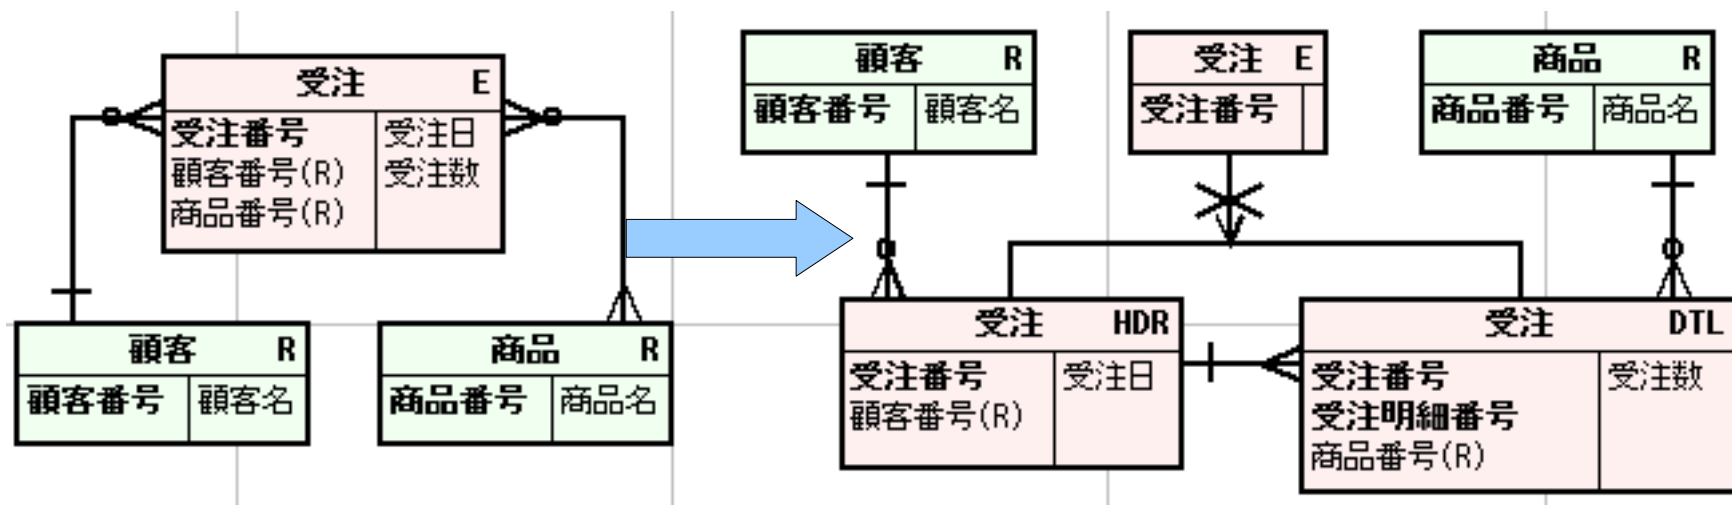 受注 E
受注番号 受注日
顧客番号(R) 受注数
商品番号(R)
顧客 R
顧客番号 顧客名
商品 R
商品番号 商品名
顧客 R
顧客番号 顧客名
受注 E
受注番号
商品 R
商品番号 商品名
受注 HDR
受注番号 受注日
顧客番号(R)
受注 DTL
受注番号 受注数
受注明細番号
商品番号(R)